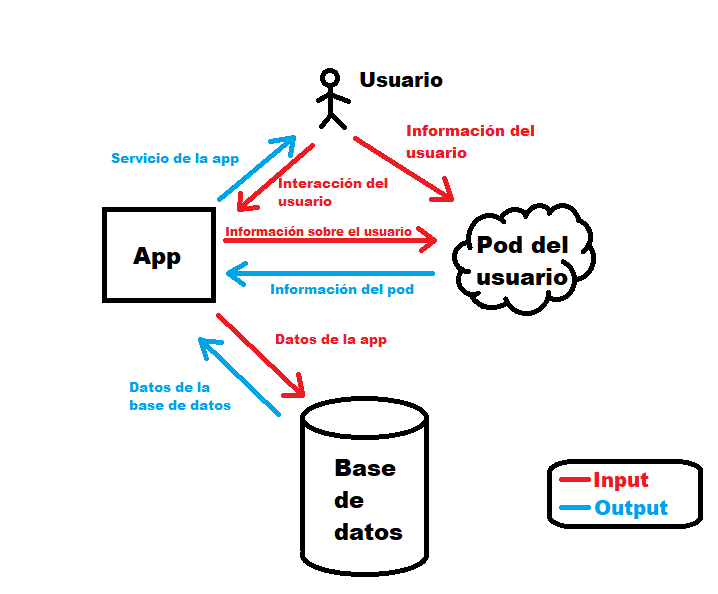 Usuario
Información del
usuario
Servicio de la app
Interacción del
usuario
Información sobre el usuario
App
Pod del
usuario
Información del pod
Datos de la app
Datos de la
base de datos
Base
de
datos
Input
Output